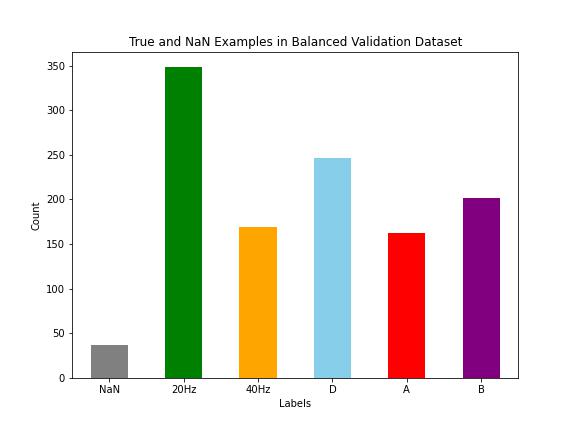 True and NaN Examples in Balanced Validation Dataset
350
300
250
200
150
100
50
0
Count
NaN 20Hz 40Hz D A B
Labels